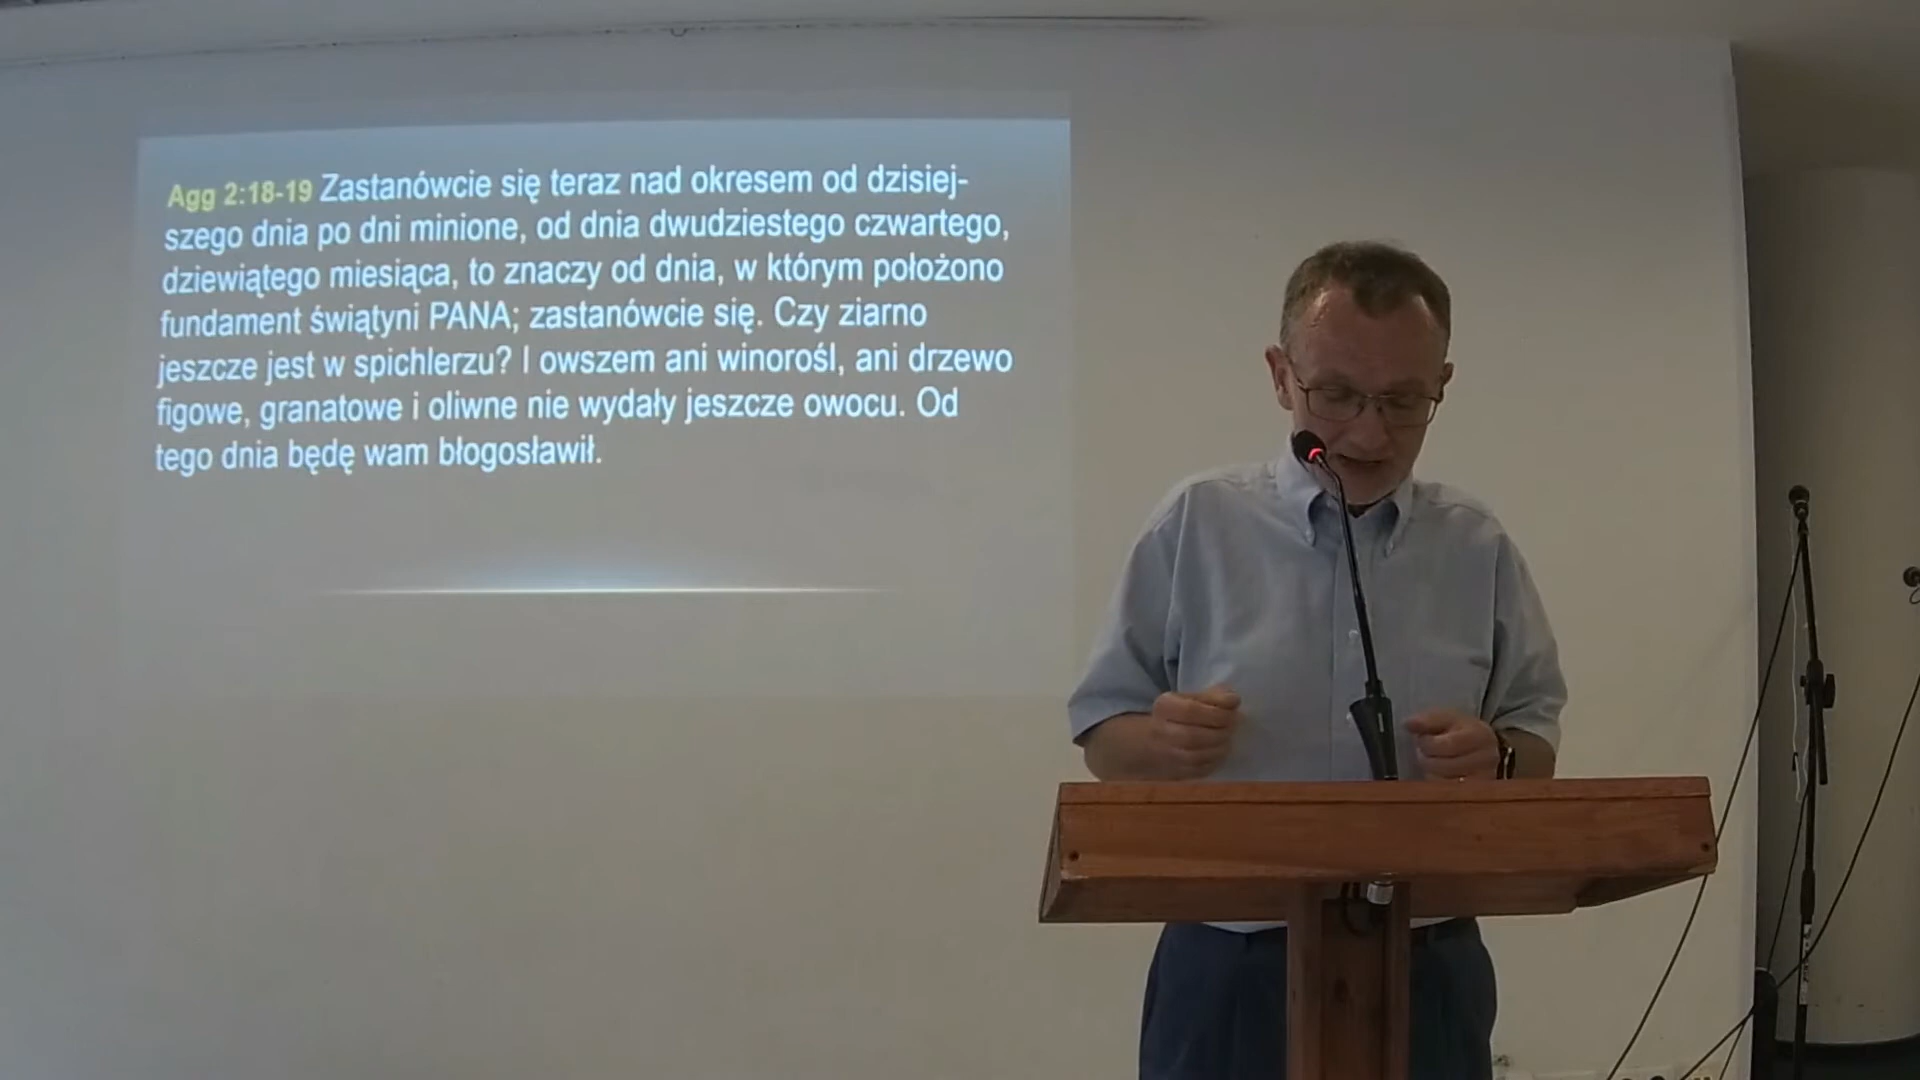 Agg 2:18-19 Zastanówcie się teraz nad okresem od dzisiej-
szego dnia po dni minione, od dnia dwudziestego czwartego,
dziewiątego miesiąca, to znaczy od dnia, w którym położono
fundament świątyni PANA; zastanówcie się. Czy ziarno
jeszcze jest w spichlerzu? I owszem ani winorośl, ani drzewo
figowe, granatowe i oliwne nie wydały jeszcze owocu. Od
tego dnia będę wam błogosławił.